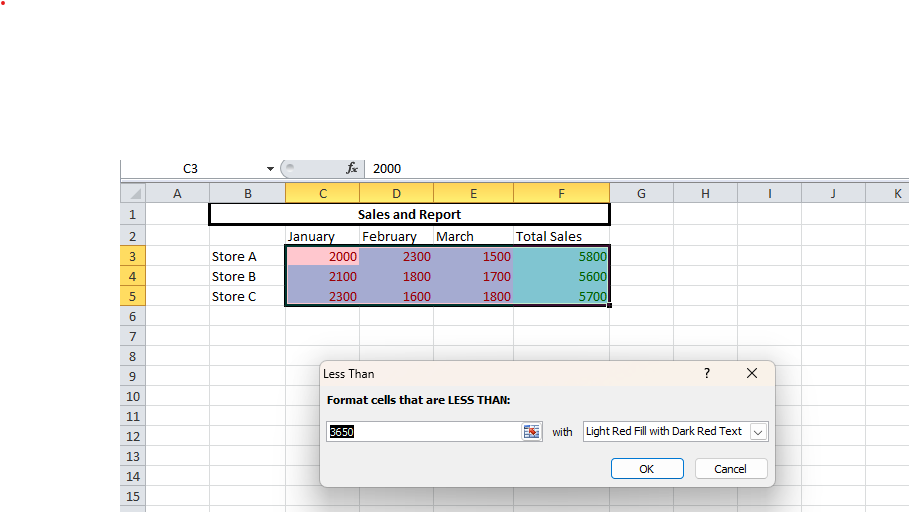 C3 fx 2000
A B C D E F G H I J K
1 Sales and Report
2 January February March Total Sales
3 Store A 2000 2300 1500 5800
4 Store B 2100 1800 1700 5600
5 Store C 2300 1600 1800 5700
6
7
8
9
10
11
12
13
14
15
Less Than ? X
Format cells that are LESS THAN:
3650 with Light Red Fill with Dark Red Text
OK Cancel